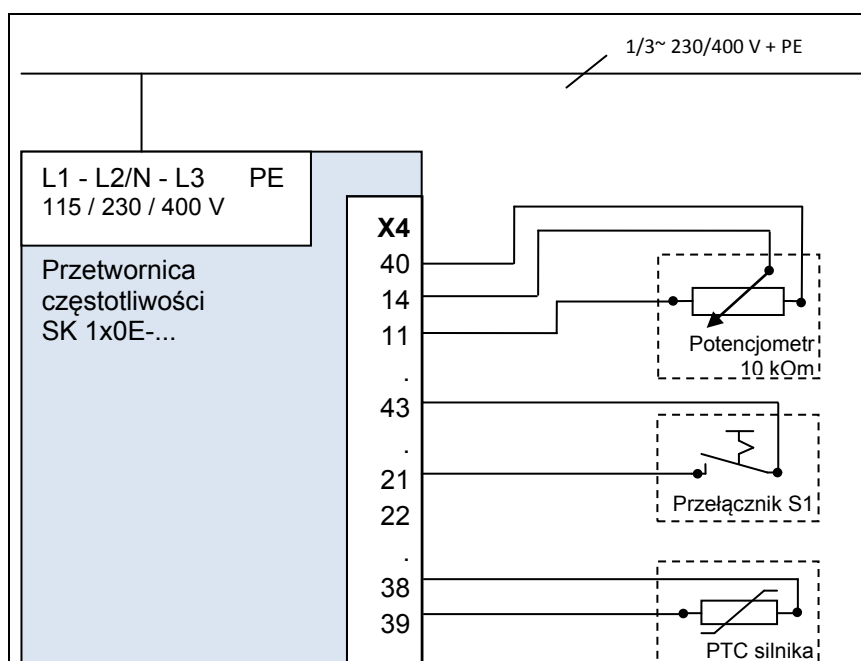 1/3~ 230/400 V + PE
L1 - L2/N - L3 PE
115 / 230 / 400 V
Przetwornica
częstotliwości
SK 1x0E-...
X4
40
14
11
.
43
.
21
22
.
38
39
Potencjometr
10 kOm
Przełącznik S1
PTC silnika